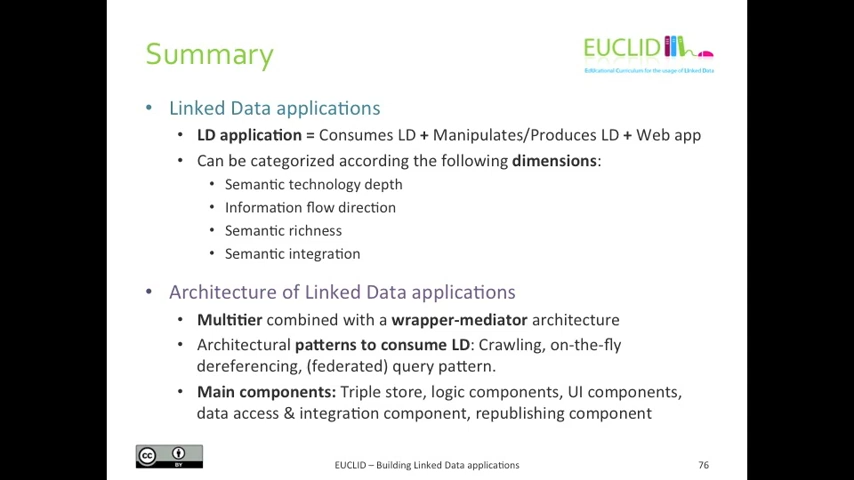 Summary
EUCLID
Educational Curriculum for the usage of Linked Data
• Linked Data applications
• LD application = Consumes LD + Manipulates/Produces LD + Web app
• Can be categorized according the following dimensions:
• Semantic technology depth
• Information flow direction
• Semantic richness
• Semantic integration
• Architecture of Linked Data applications
• Multitier combined with a wrapper-mediator architecture
• Architectural patterns to consume LD: Crawling, on-the-fly
dereferencing, (federated) query pattern.
• Main components: Triple store, logic components, UI components,
data access & integration component, republishing component
cc
BY
EUCLID – Building Linked Data applications
76